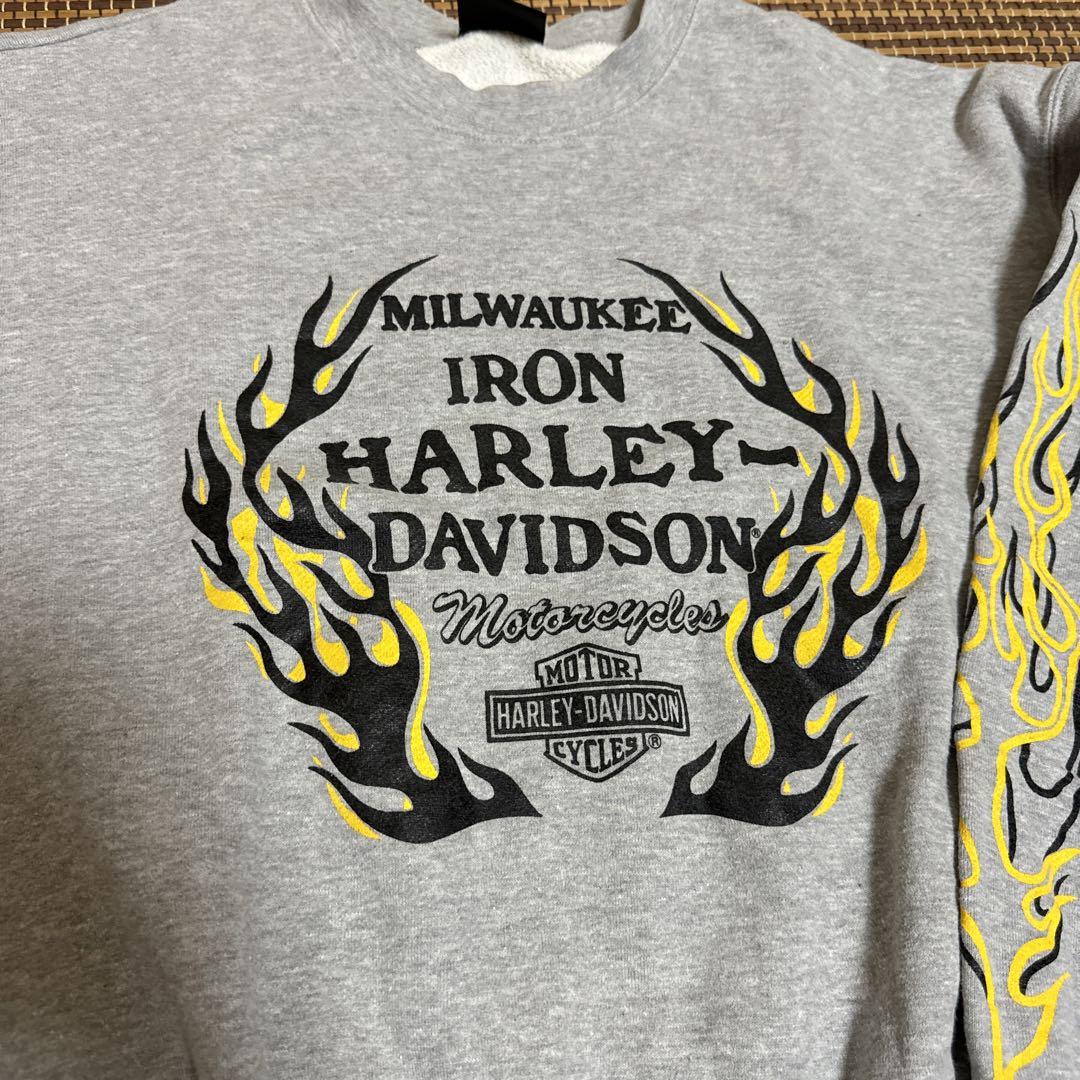 MILWAUKEE
IRON
HARLEY-
DAVIDSON®
Motorcycles
MOTOR
HARLEY-DAVIDSON
CYCLES®